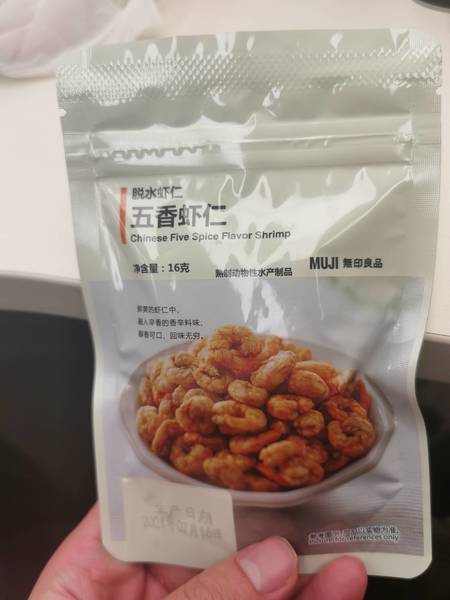 脱水虾仁
五香虾仁
Chinese Five Spice Flavor Shrimp
净含量：16克
熟制动物性水产制品
MUJI 無印良品
鲜美的虾仁中，
融入辛香的香辛料味，
醇香可口，回味无穷。
references only